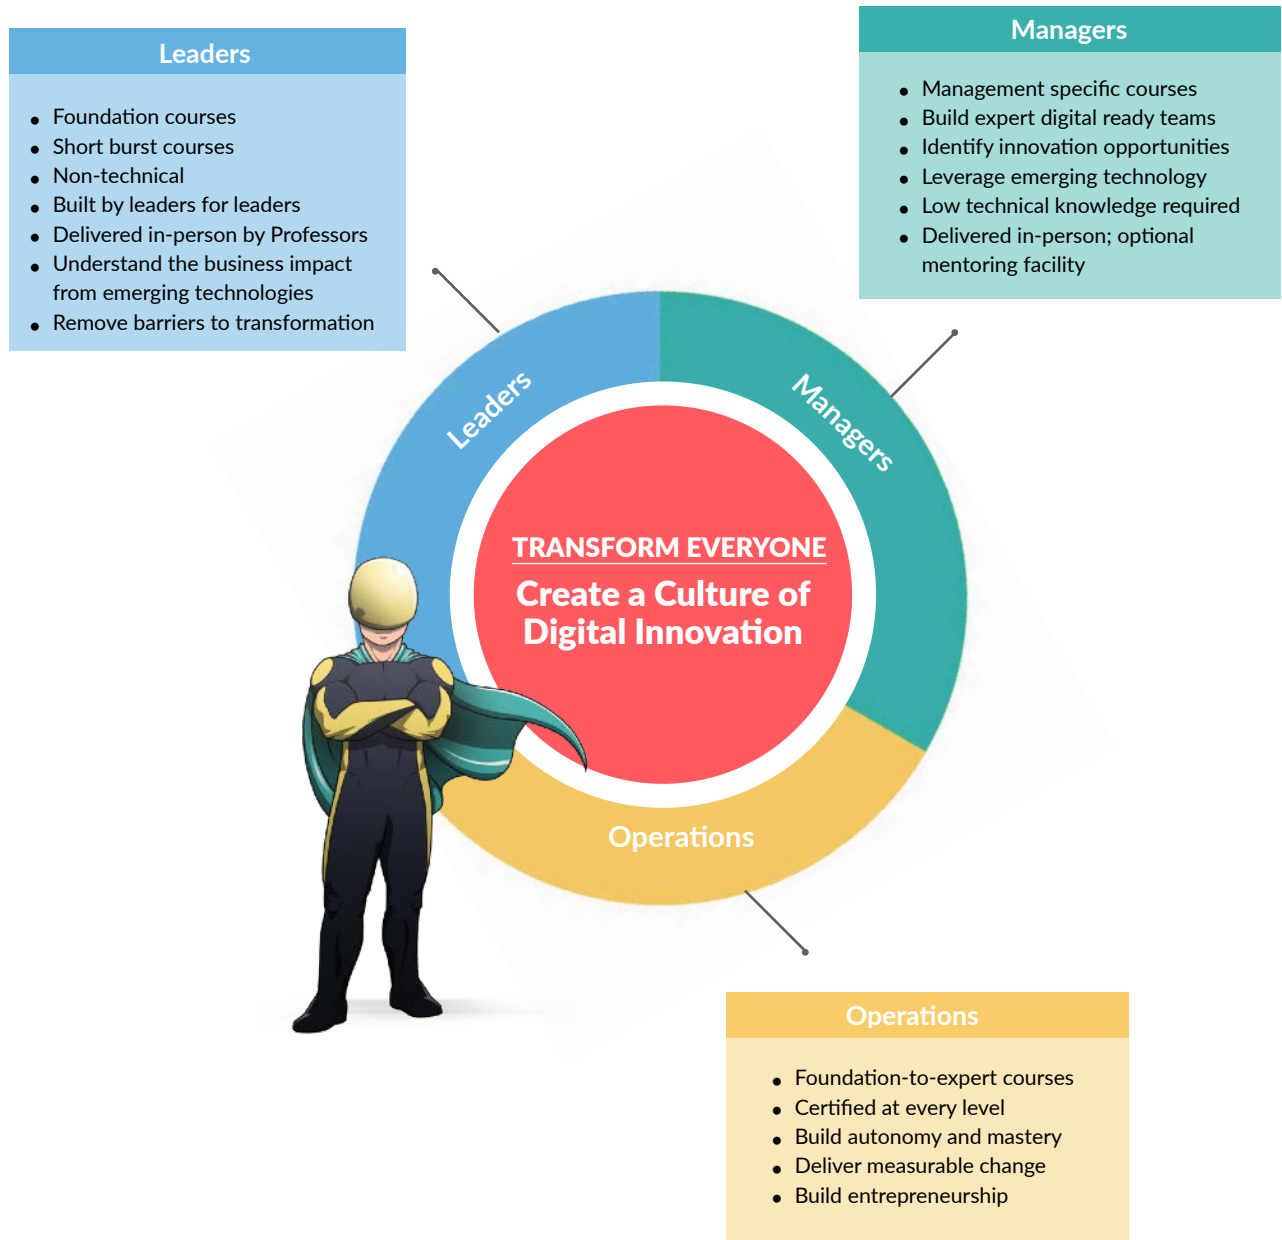 Leaders
• Foundation courses
• Short burst courses
• Non-technical
• Built by leaders for leaders
• Delivered in-person by Professors
• Understand the business impact
from emerging technologies
• Remove barriers to transformation
Managers
• Management specific courses
• Build expert digital ready teams
• Identify innovation opportunities
• Leverage emerging technology
• Low technical knowledge required
• Delivered in-person; optional
mentoring facility
Leaders
Managers
TRANSFORM EVERYONE
Create a Culture of
Digital Innovation
Operations
Operations
• Foundation-to-expert courses
• Certified at every level
• Build autonomy and mastery
• Deliver measurable change
• Build entrepreneurship